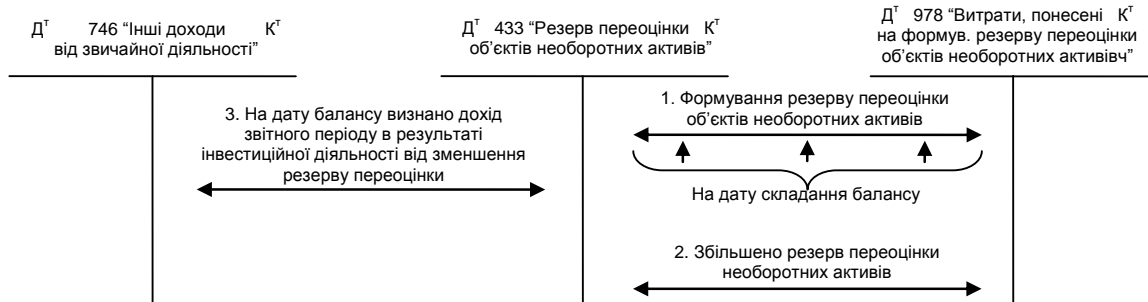 Дт 746 “Інші доходи Кт
від звичайної діяльності”
Дт 433 “Резерв переоцінки Кт
об’єктів необоротних активів”
Дт 978 “Витрати, понесені Кт
на формув. резерву переоцінки
об’єктів необоротних активівч”
3. На дату балансу визнано дохід
звітного періоду в результаті
інвестиційної діяльності від зменшення
резерву переоцінки
1. Формування резерву переоцінки
об’єктів необоротних активів
На дату складання балансу
2. Збільшено резерв переоцінки
необоротних активів